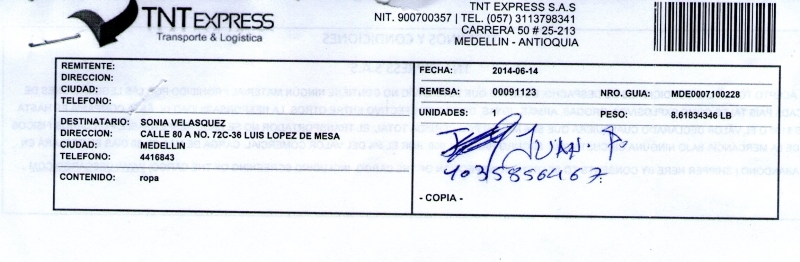 TNT EXPRESS
Transporte & Logística
TNT EXPRESS S.A.S
NIT. 900700357 | TEL. (057) 3113798341
CARRERA 50 # 25-213
MEDELLIN - ANTIOQUIA
REMITENTE:
DIRECCION:
CIUDAD:
TELEFONO:
DESTINATARIO: SONIA VELASQUEZ
DIRECCION: CALLE 80 A NO. 72C-36 LUIS LOPEZ DE MESA
CIUDAD: MEDELLIN
TELEFONO: 4416843
CONTENIDO: ropa
FECHA: 2014-06-14
REMESA: 00091123 NRO. GUIA: MDE0007100228
UNIDADES: 1 PESO: 8.61834346 LB
JUAN. P.
- COPIA -